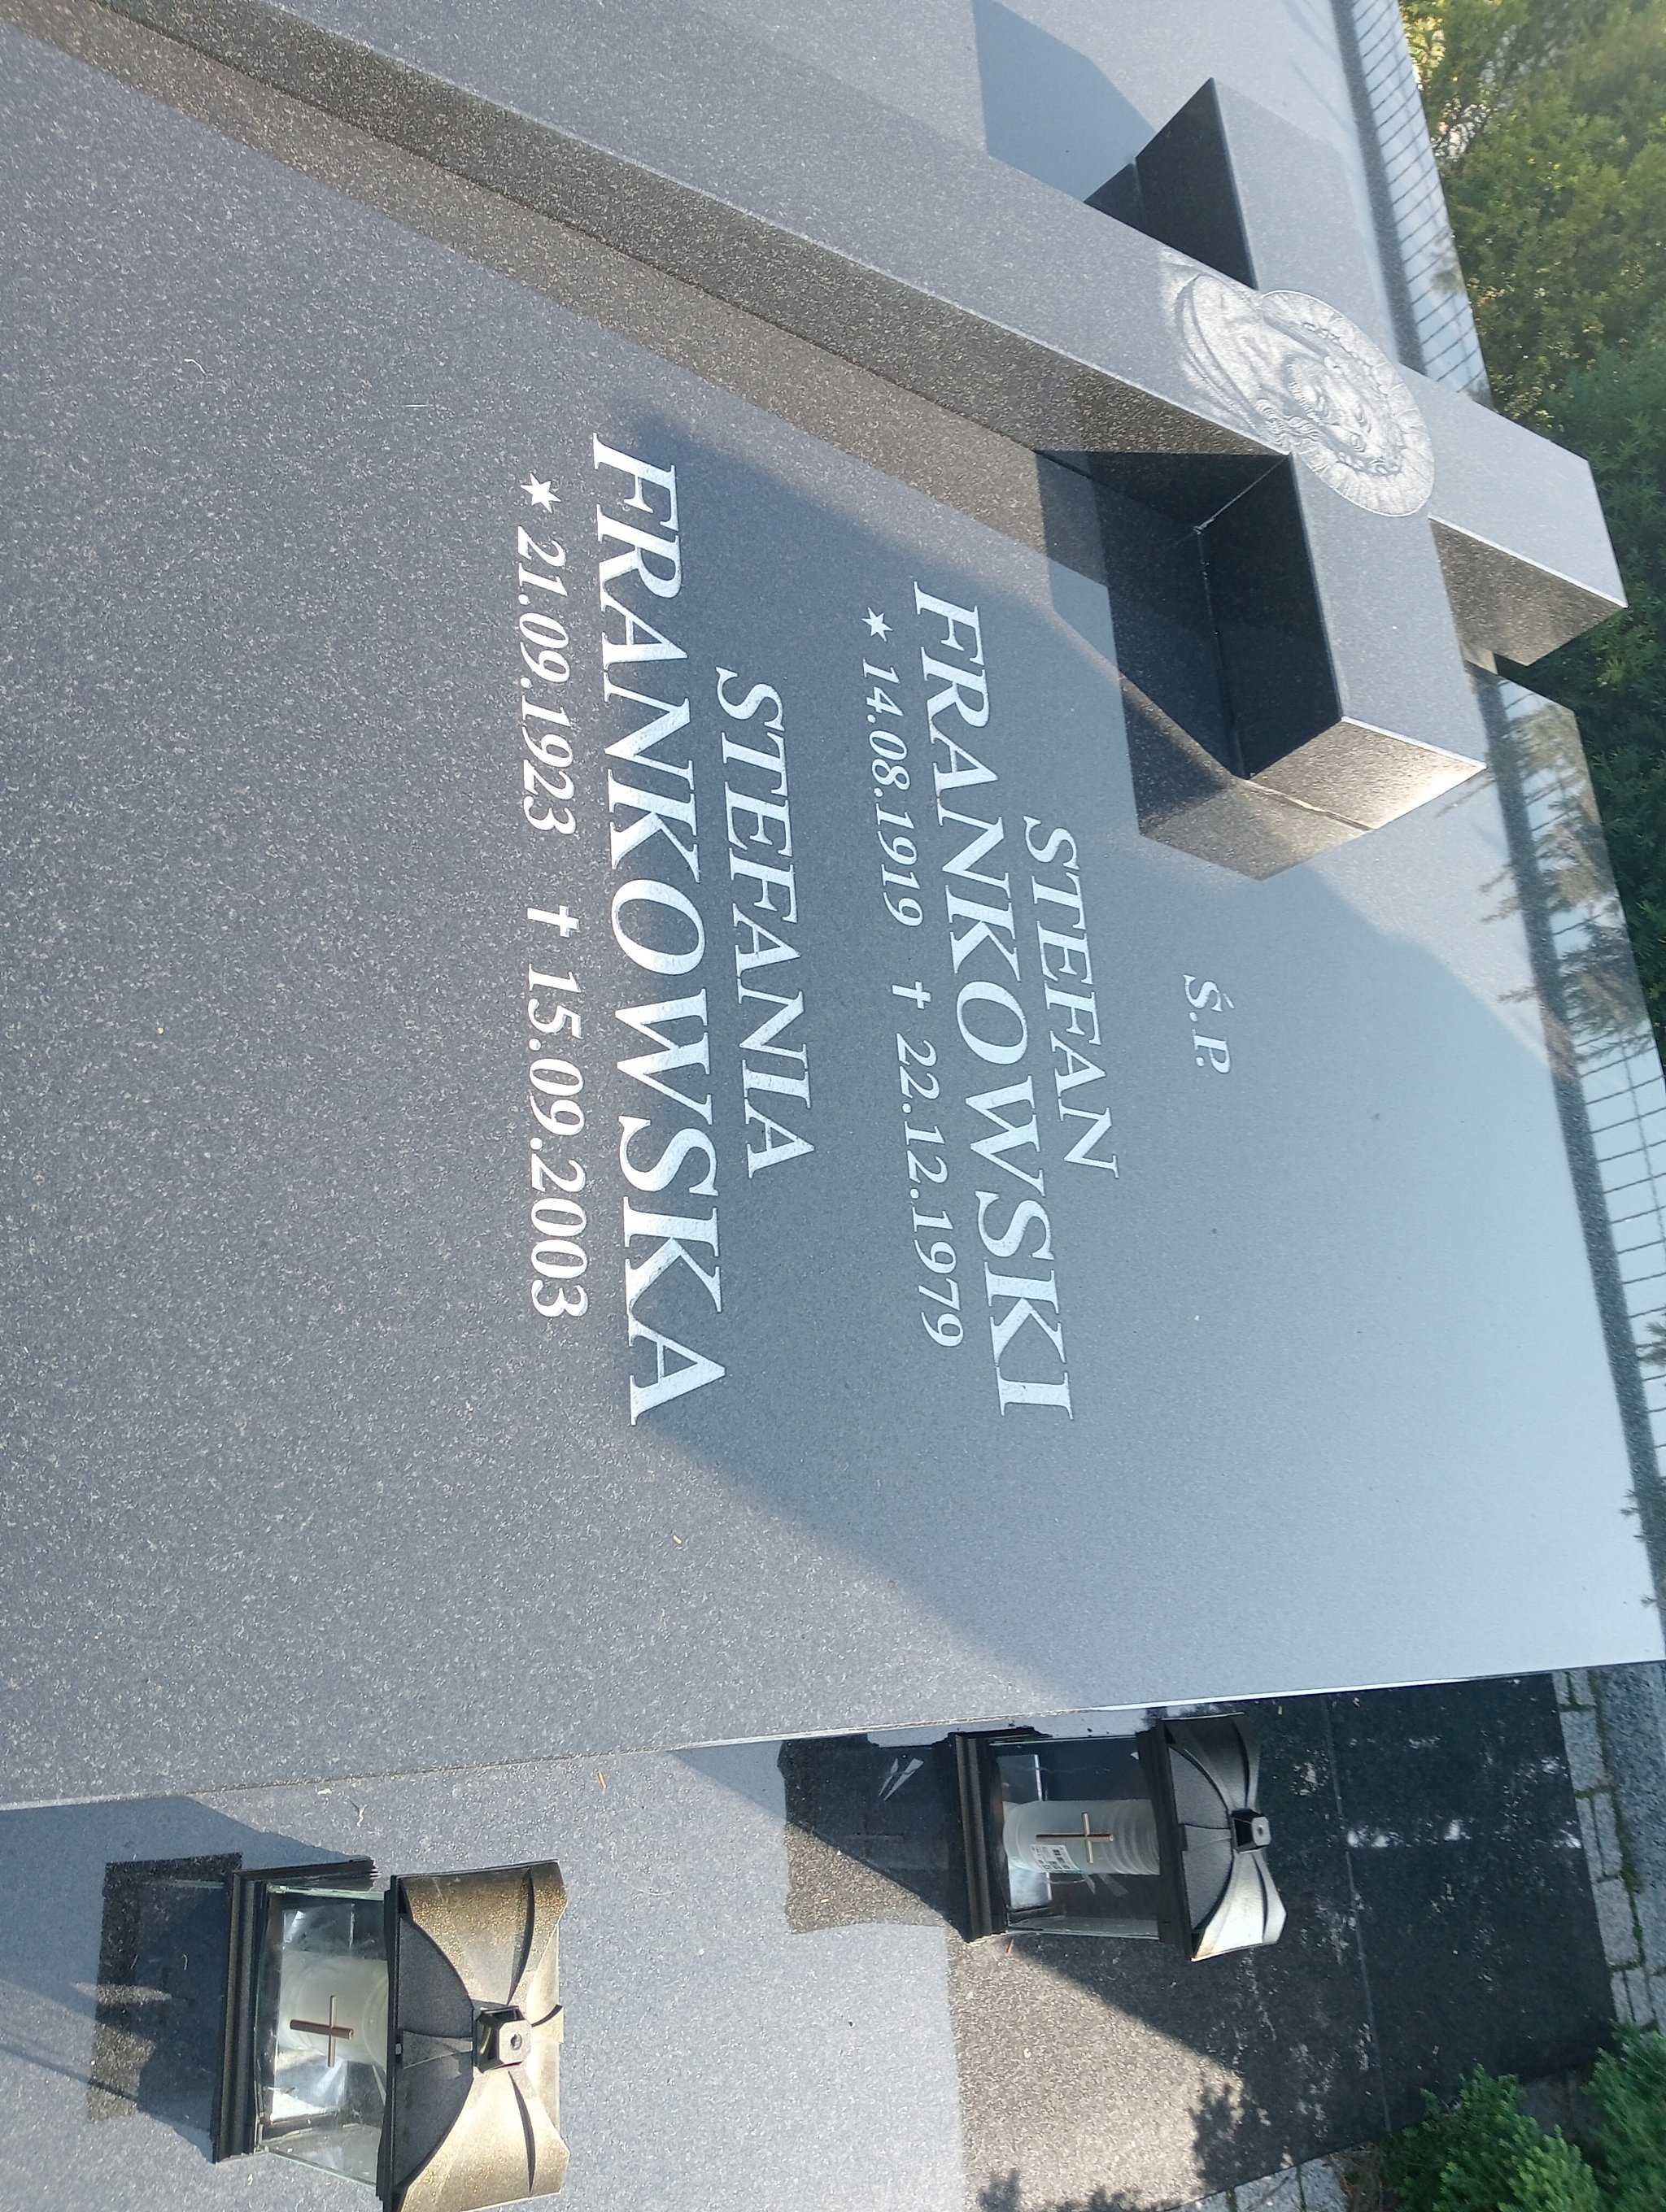 Ś.P.
STEFAN
FRANKOWSKI
★ 14.08.1919 ✝ 22.12.1979
STEFANIA
FRANKOWSKA
★ 21.09.1923 ✝ 15.09.2003